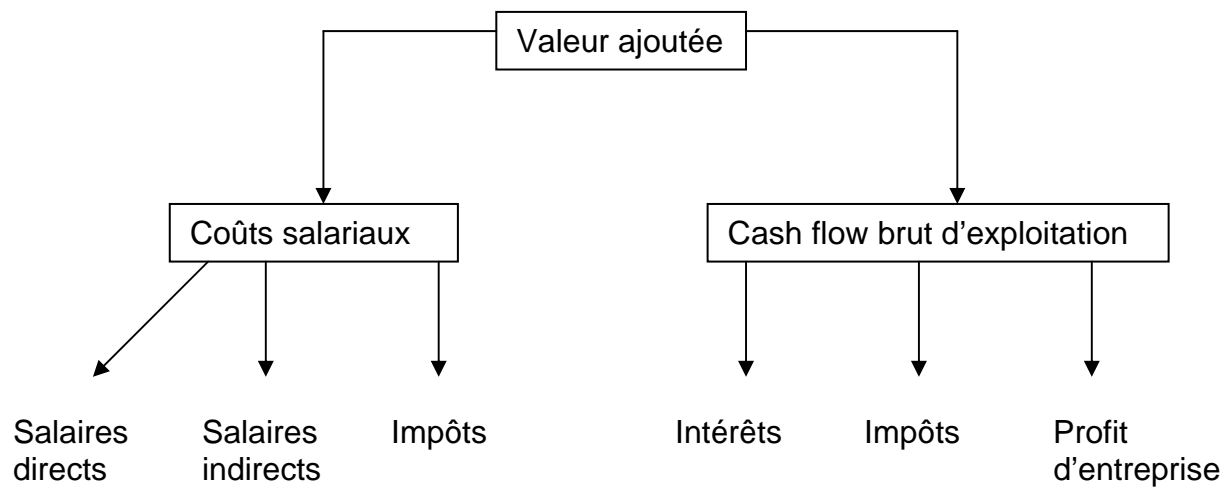 Valeur ajoutée
Coûts salariaux
Cash flow brut d’exploitation
Salaires
directs
Salaires
indirects
Impôts
Intérêts
Impôts
Profit
d’entreprise